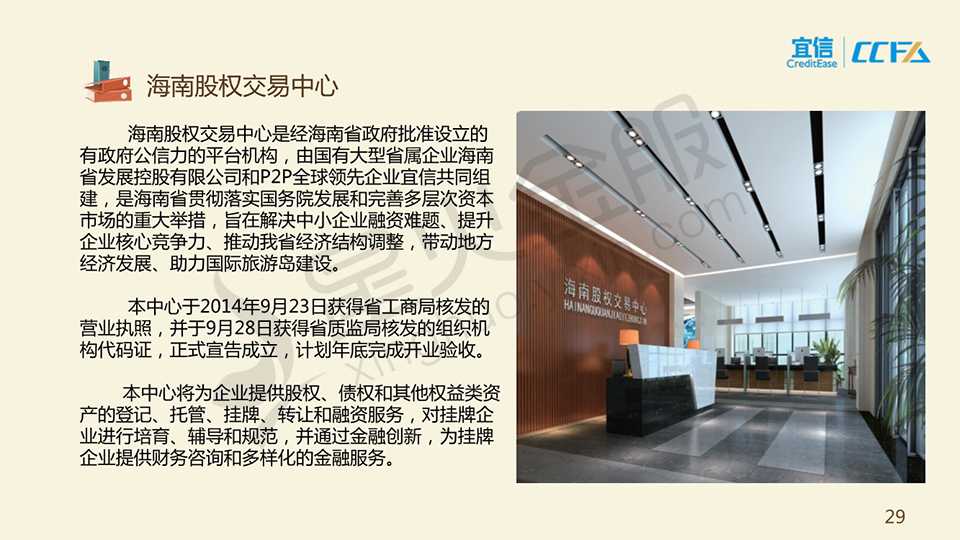 宜信
CreditEase
CCFA
海南股权交易中心
海南股权交易中心是经海南省政府批准设立的
有政府公信力的平台机构，由国有大型省属企业海南
省发展控股有限公司和P2P全球领先企业宜信共同组
建，是海南省贯彻落实国务院发展和完善多层次资本
市场的重大举措，旨在解决中小企业融资难题、提升
企业核心竞争力、推动我省经济结构调整，带动地方
经济发展、助力国际旅游岛建设。
本中心于2014年9月23日获得省工商局核发的
营业执照，并于9月28日获得省质监局核发的组织机
构代码证，正式宣告成立，计划年底完成开业验收。
本中心将为企业提供股权、债权和其他权益类资
产的登记、托管、挂牌、转让和融资服务，对挂牌企
业进行培育、辅导和规范，并通过金融创新，为挂牌
企业提供财务咨询和多样化的金融服务。
海南股权交易中心
29